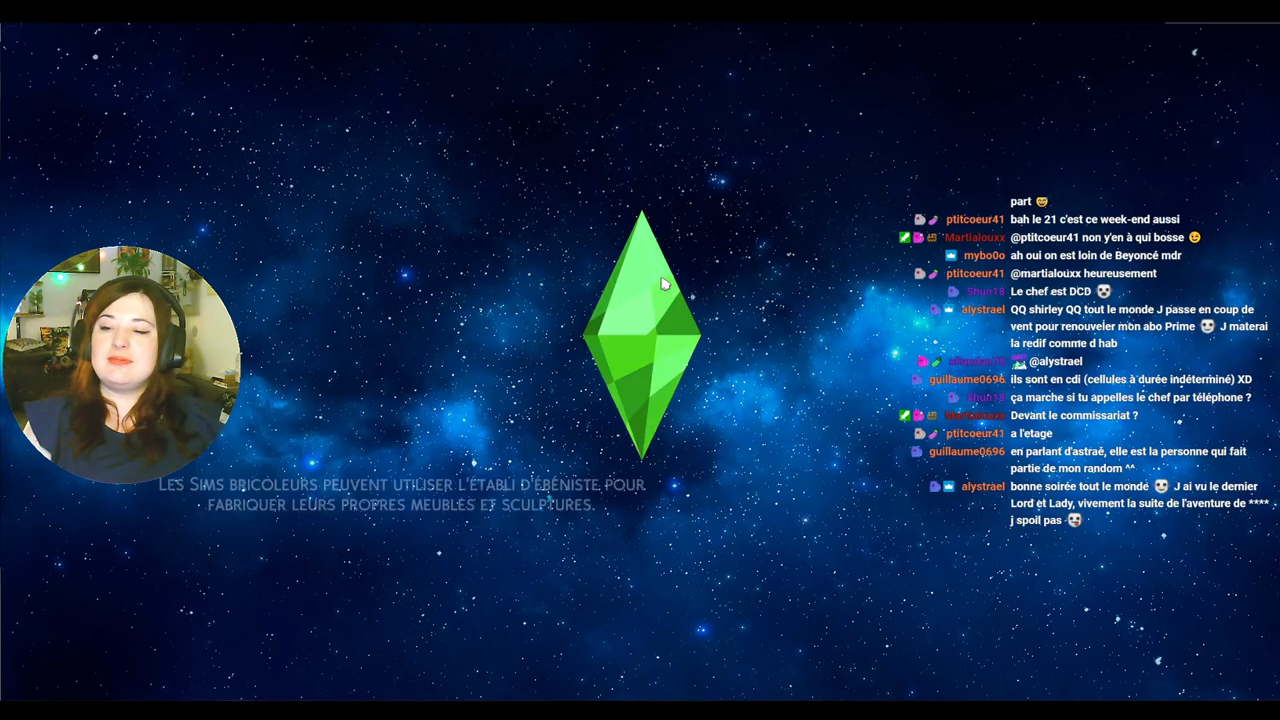 part
ptitcoeur41 bah le 21 c'est ce week-end aussi
Martialouxx @ptitcoeur41 non y'en à qui bosse
mybo0o ah oui on est loin de Beyoncé mdr
ptitcoeur41 @martialouxx heureusement
Shun18 Le chef est DCD
alystrael QQ shirley QQ tout le monde J passe en coup de
vent pour renouveler mon abo Prime J materai
la redif comme d hab
@alystrael
guillaume0696 ils sont en cdi (cellules à durée indéterminé) XD
Shun18 ça marche si tu appelles le chef par téléphone ?
Martialouxx Devant le commissariat ?
ptitcoeur41 a l'etage
guillaume0696 en parlant d'astraé, elle est la personne qui fait
partie de mon random ^^
alystrael bonne soirée tout le monde J ai vu le dernier
Lord et Lady, vivement la suite de l'aventure de ****
j spoil pas
Les Sims bricoleurs peuvent utiliser l'établi d'ébéniste pour
fabriquer leurs propres meubles et sculptures.